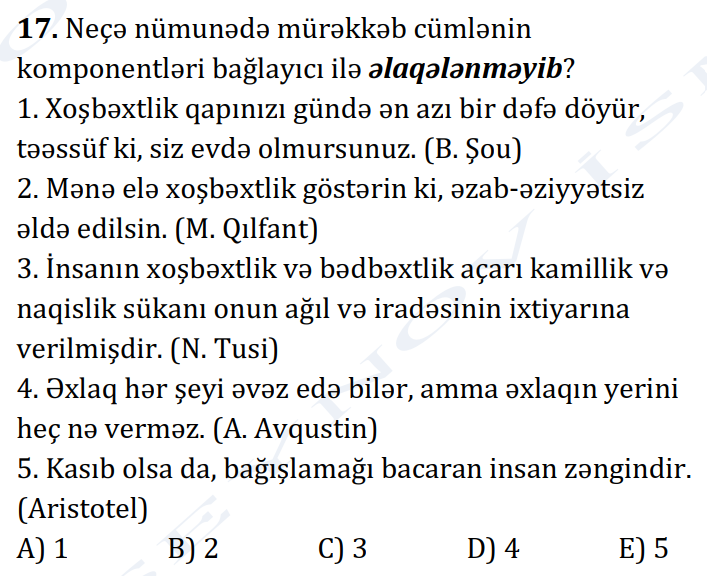 17. Neçə nümunədə mürəkkəb cümlənin
komponentləri bağlayıcı ilə əlaqələnməyib?
1. Xoşbəxtlik qapınızı gündə ən azı bir dəfə döyür,
təəssüf ki, siz evdə olmursunuz. (B. Şou)
2. Mənə elə xoşbəxtlik göstərin ki, əzab-əziyyətsiz
əldə edilsin. (M. Qılfant)
3. İnsanın xoşbəxtlik və bədbəxtlik açarı kamillik və
naqislik sükanı onun ağıl və iradəsinin ixtiyarına
verilmişdir. (N. Tusi)
4. Əxlaq hər şeyi əvəz edə bilər, amma əxlaqın yerini
heç nə verməz. (A. Avqustin)
5. Kasıb olsa da, bağışlamağı bacaran insan zəngindir.
(Aristotel)
A) 1 B) 2 C) 3 D) 4 E) 5